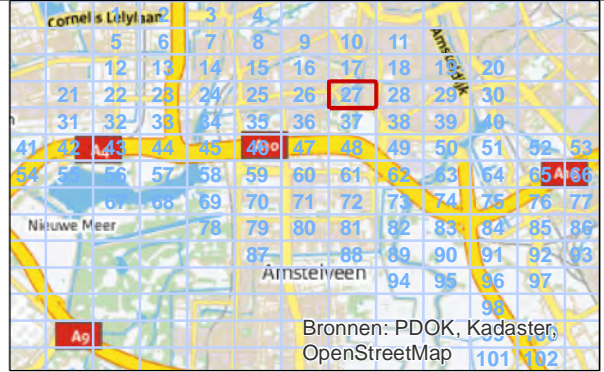 Cornelis Lelylaan
1 2 3 4
5 6 7 8 9 10 11
Amsteldijk
12 13 14 15 16 17 18 19 20
21 22 23 24 25 26 27 28 29 30
31 32 33 34 35 36 37 38 39 40
41 42 43 44 45 46 47 48 49 50 51 52 53
54 55 56 57 58 59 60 61 62 63 64 65 66
67 68 69 70 71 72 73 74 75 76 77
Nieuwe Meer
78 79 80 81 82 83 84 85 86
87 88 89 90 91 92 93
Amstelveen
94 95 96 97
98
Bronnen: PDOK, Kadaster,
A9
OpenStreetMap
101 102